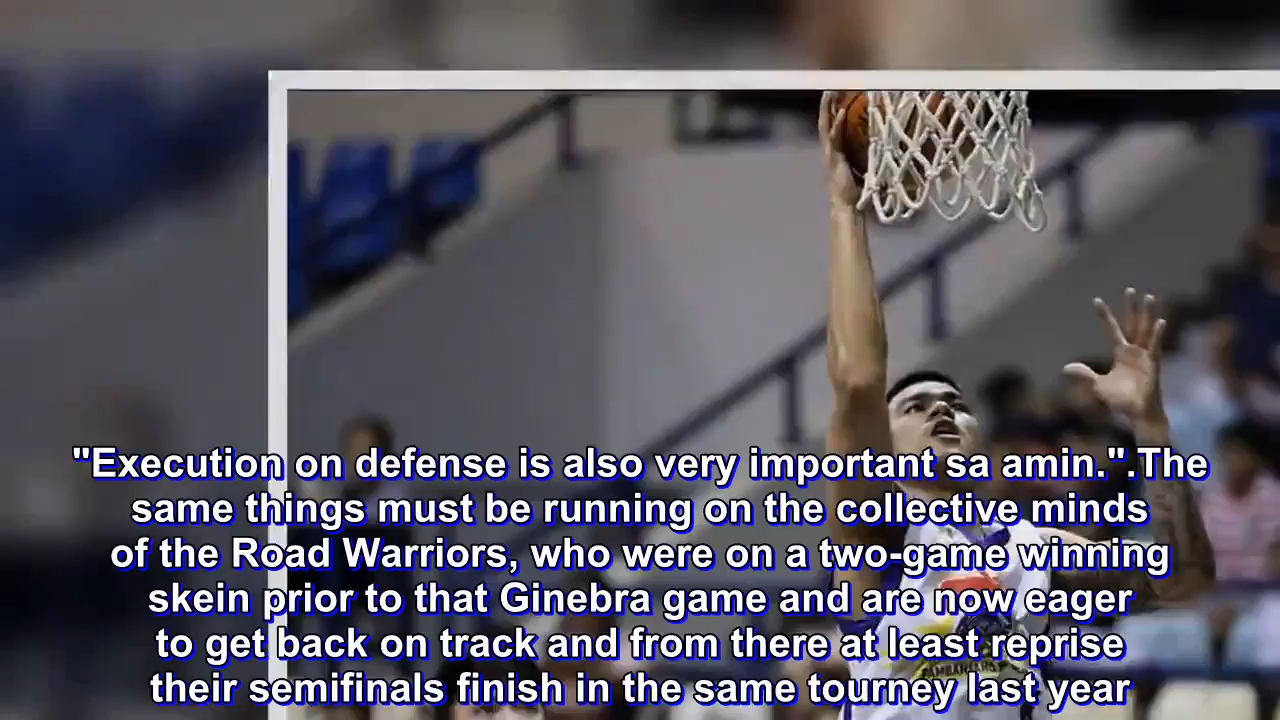 "Execution on defense is also very important sa amin.".The
same things must be running on the collective minds
of the Road Warriors, who were on a two-game winning
skein prior to that Ginebra game and are now eager
to get back on track and from there at least reprise
their semifinals finish in the same tourney last year